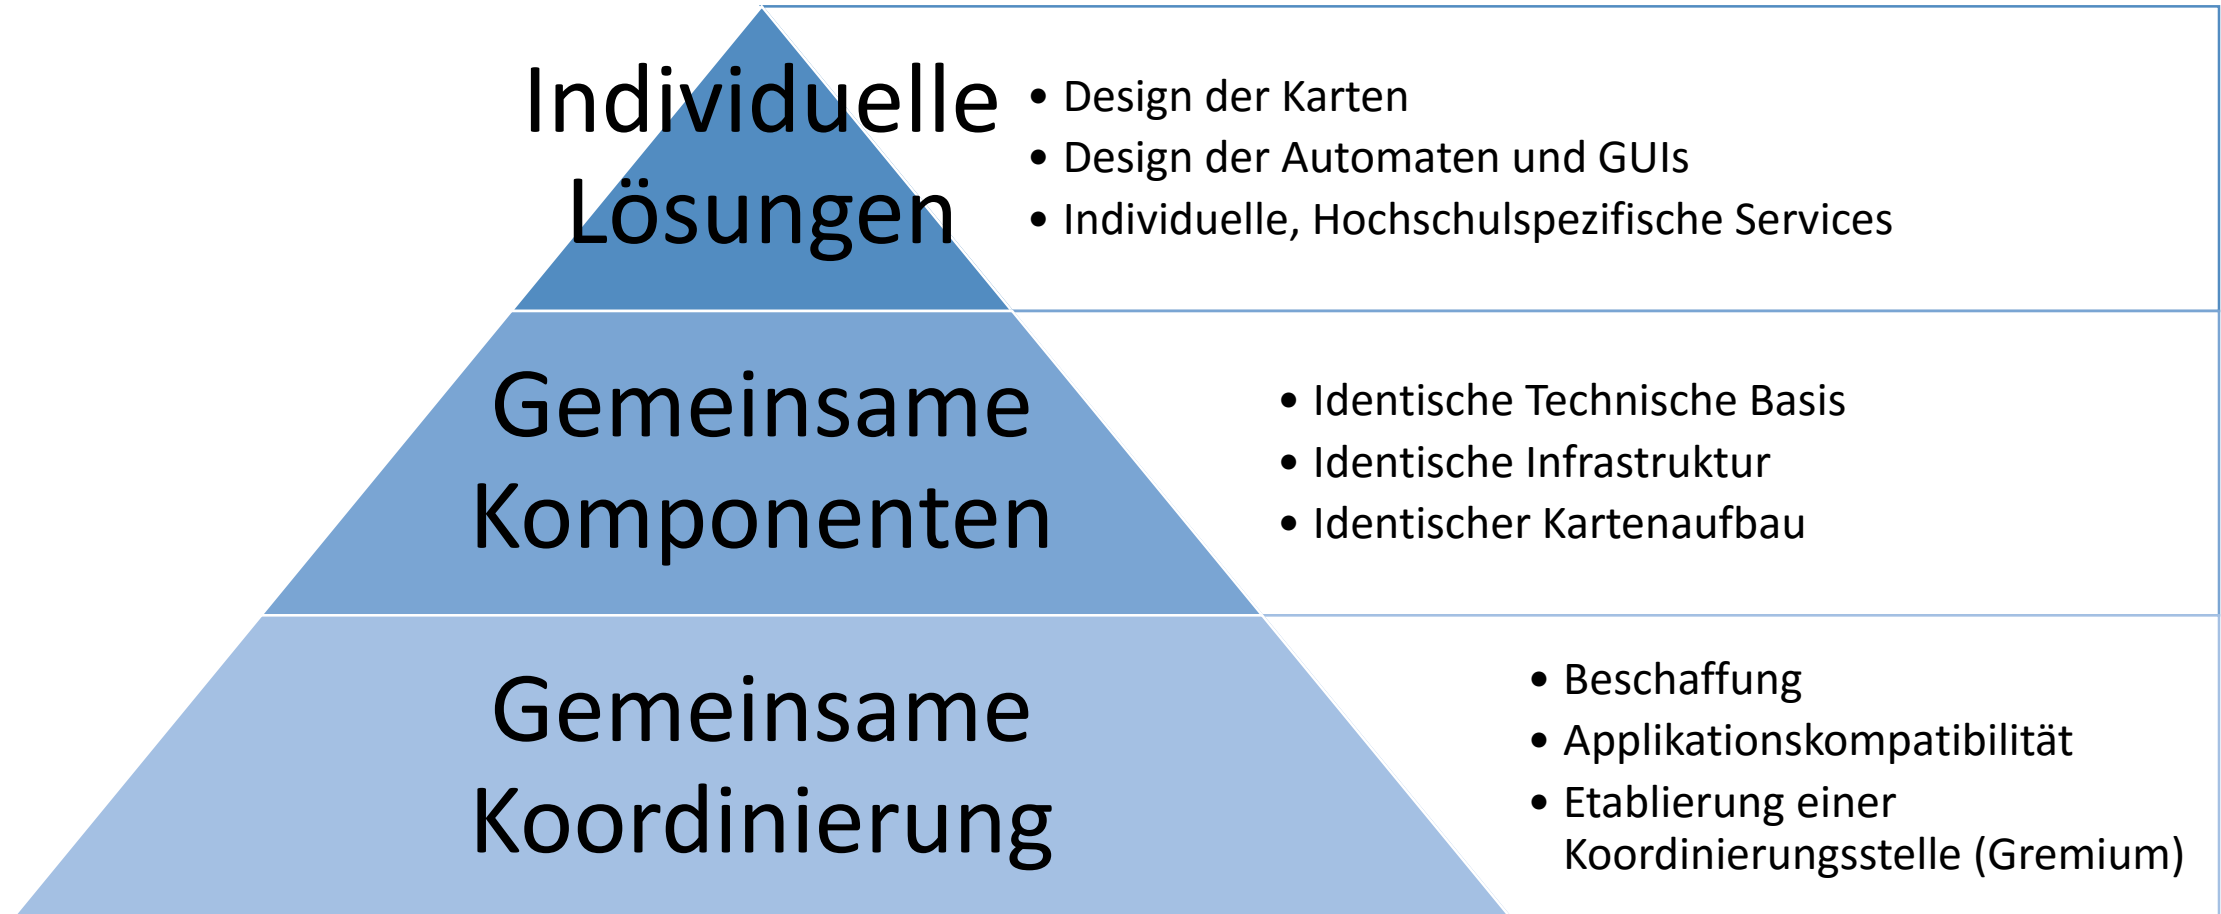 Individuelle
Lösungen
• Design der Karten
• Design der Automaten und GUIs
• Individuelle, Hochschulspezifische Services
Gemeinsame
Komponenten
• Identische Technische Basis
• Identische Infrastruktur
• Identischer Kartenaufbau
Gemeinsame
Koordinierung
• Beschaffung
• Applikationskompatibilität
• Etablierung einer
Koordinierungsstelle (Gremium)